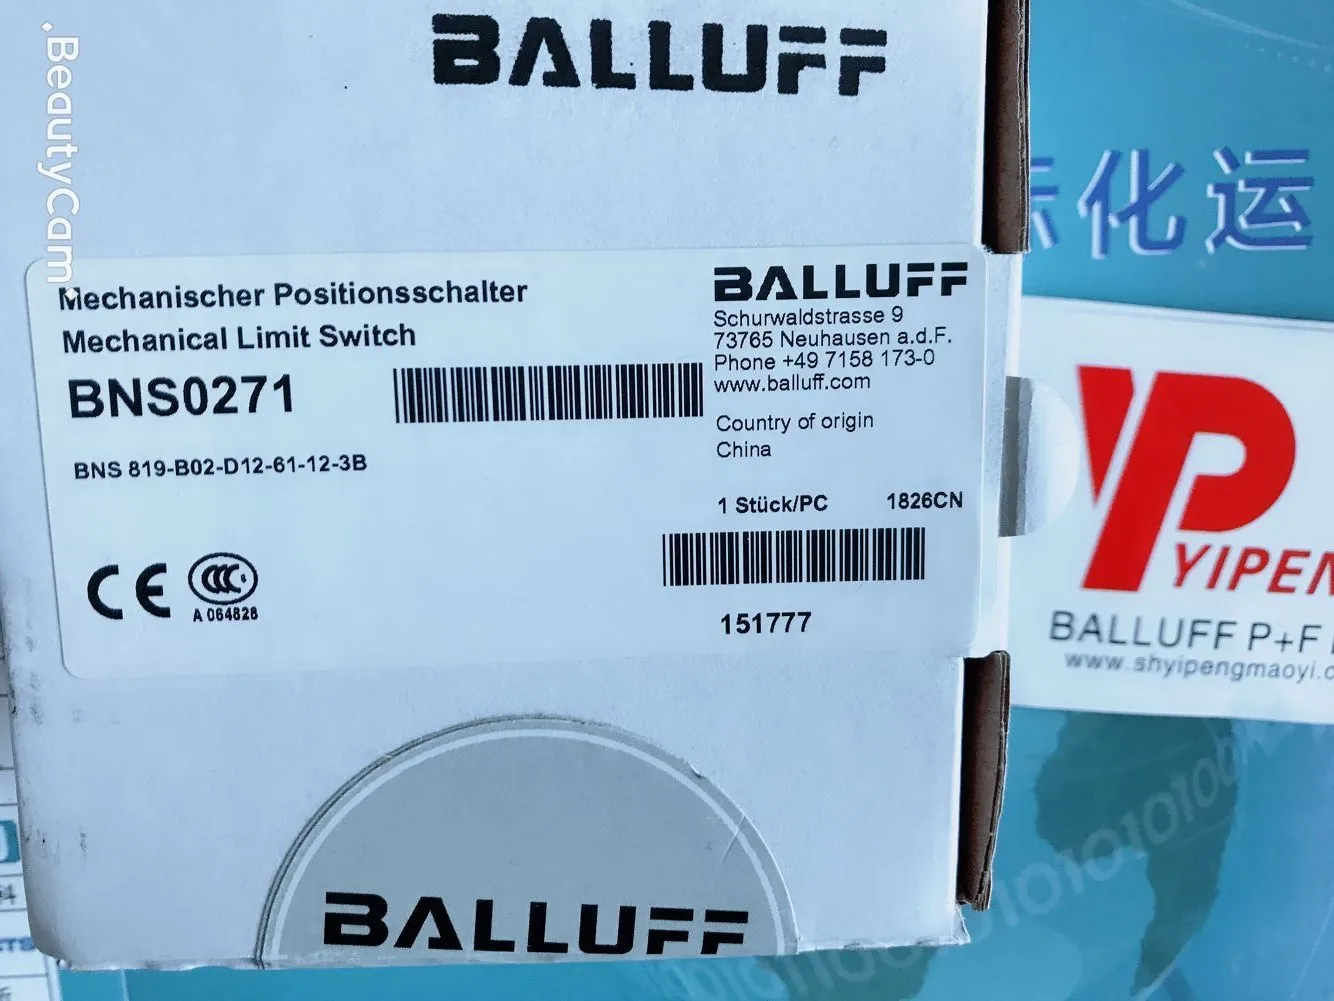 BeautyCam
BALLUFF
Mechanischer Positionsschalter
Mechanical Limit Switch
BNS0271
BNS 819-B02-D12-61-12-3B
CE
CCC
A 064828
BALLUFF
Schurwaldstrasse 9
73765 Neuhausen a.d.F.
Phone +49 7158 173-0
www.balluff.com
Country of origin
China
1 Stück/PC 1826CN
151777
BALLUFF
化运
YP
YIPEN
BALLUFF P+F
www.shyipengmaoyi.c